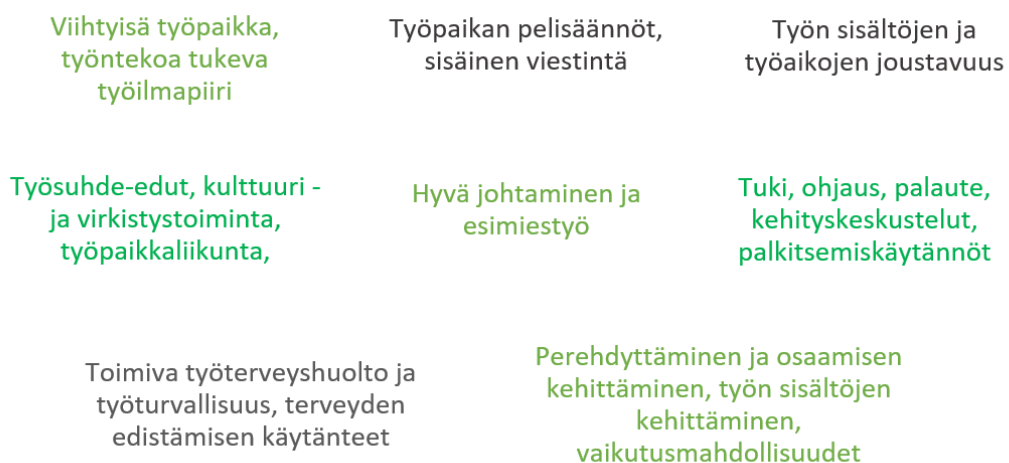 Viihtyisä työpaikka,
työntekoa tukeva
työilmapiiri
Työpaikan pelisäännöt,
sisäinen viestintä
Työn sisältöjen ja
työaikojen joustavuus
Työsuhde-edut, kulttuuri -
ja virkistystoiminta,
työpaikkaliikunta,
Hyvä johtaminen ja
esimiestyö
Tuki, ohjaus, palaute,
kehityskeskustelut,
palkitsemiskäytännöt
Toimiva työterveyshuolto ja
työturvallisuus, terveyden
edistämisen käytänteet
Perehdyttäminen ja osaamisen
kehittäminen, työn sisältöjen
kehittäminen,
vaikutusmahdollisuudet